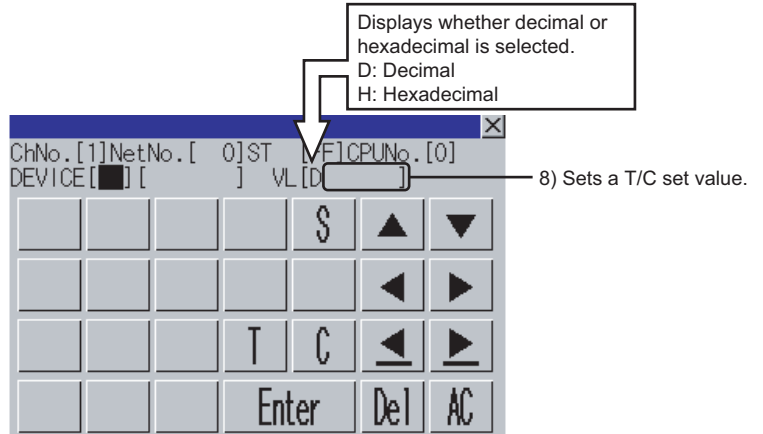 Displays whether decimal or
hexadecimal is selected.
D: Decimal
H: Hexadecimal
ChNo.[1]NetNo.[ 0]ST [FF]CPUNo.[0]
DEVICE[ ][ ] VL[D ]
8) Sets a T/C set value.
S ▲ ▼
◀ ▶
T C ◀ ▶
Enter Del AC